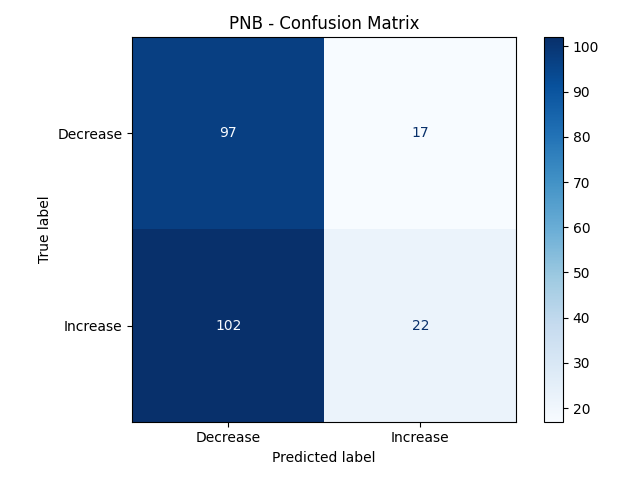 PNB - Confusion Matrix
Decrease
Increase
True label
97
17
102
22
Decrease
Increase
Predicted label
100
90
80
70
60
50
40
30
20